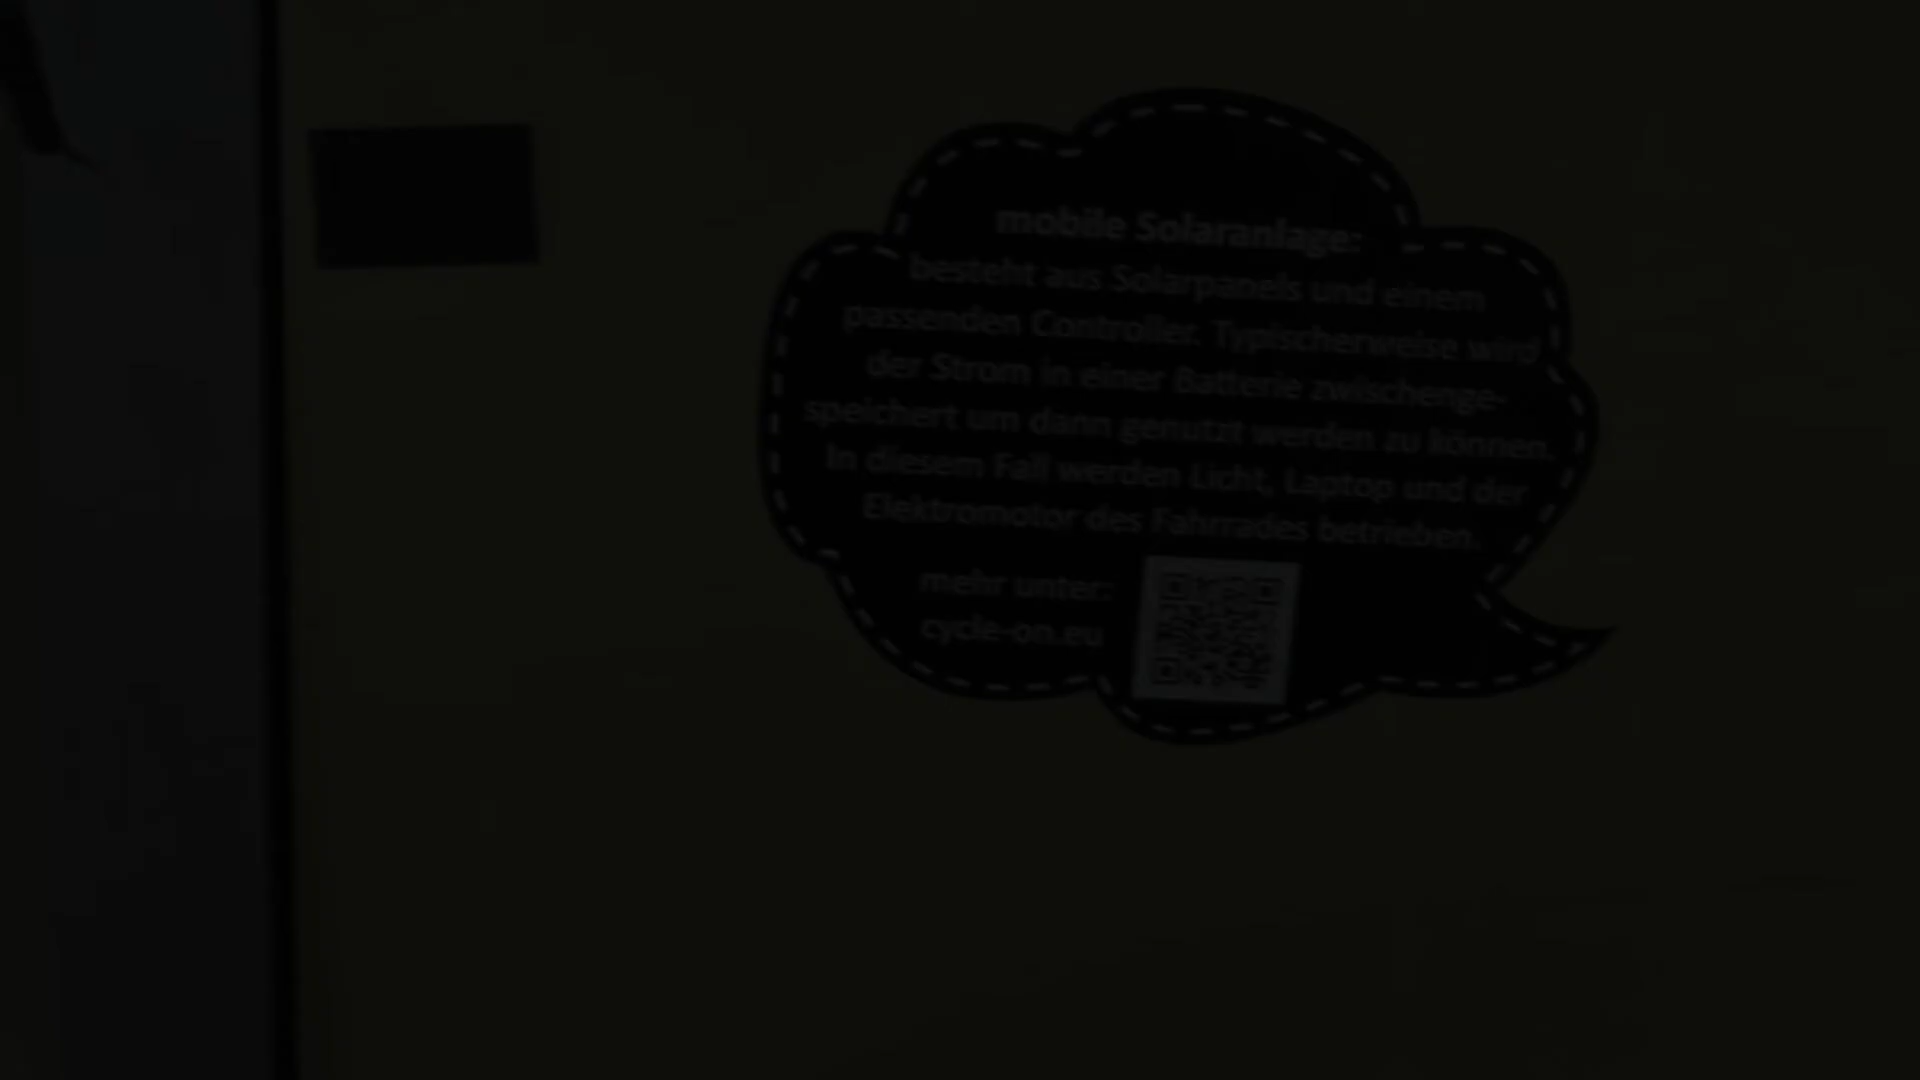 mobile Solaranlage:
besteht aus Solarpanels und einem
passenden Controller. Typischerweise wird
der Strom in einer Batterie zwischenge-
speichert um dann genutzt werden zu können.
In diesem Fall werden Licht, Laptop und der
Elektromotor des Fahrrades betrieben.
mehr unter:
cycle-on.eu